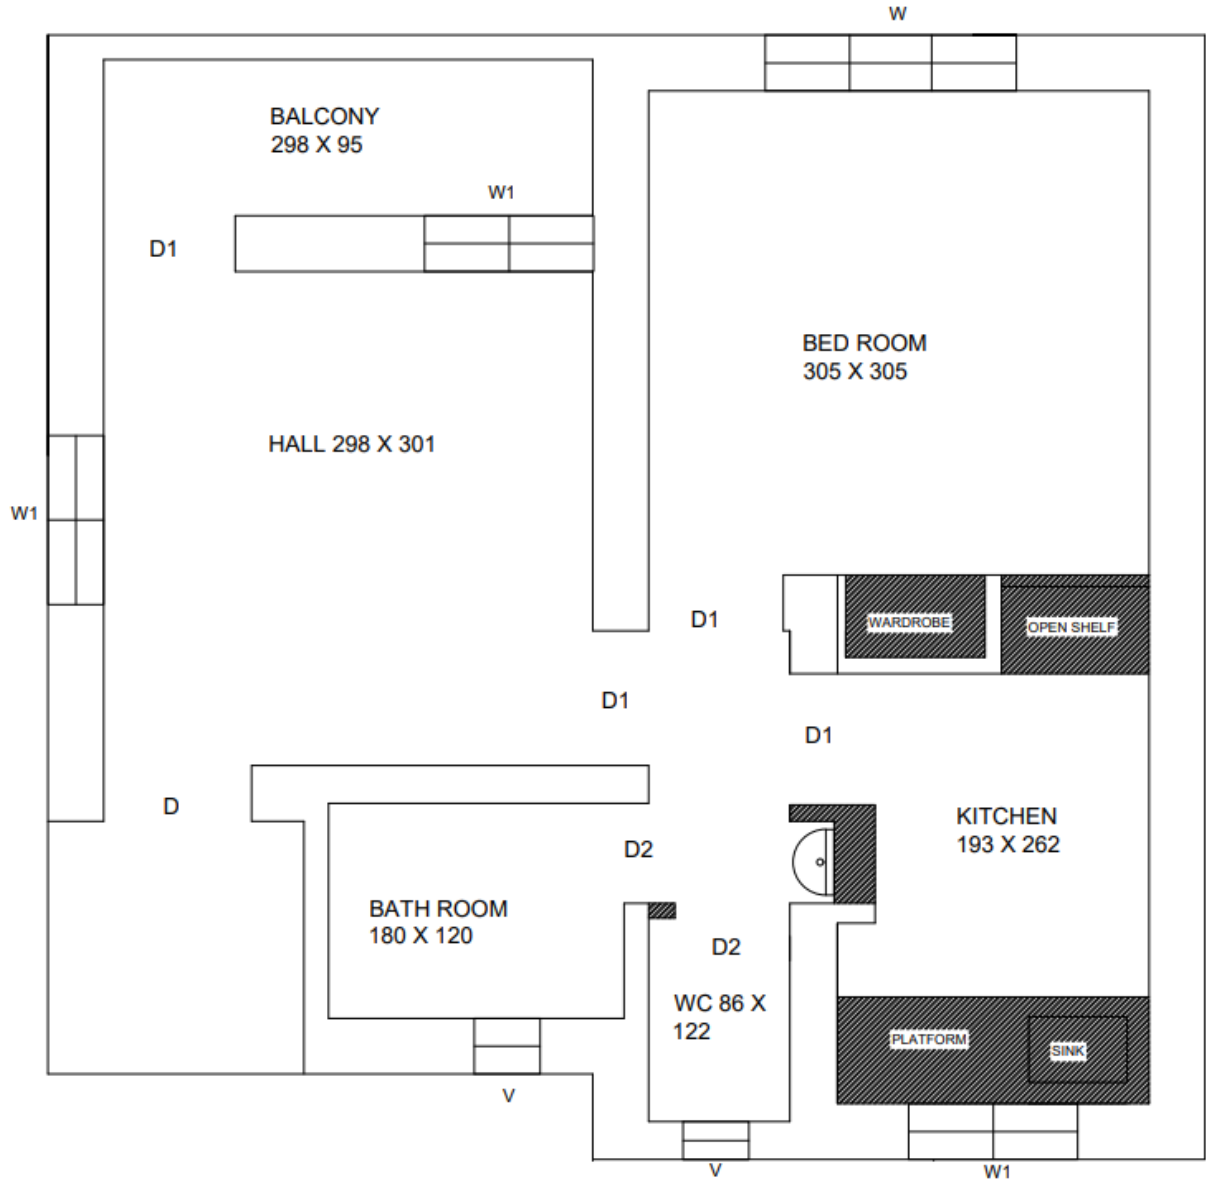 W
BALCONY
298 X 95
W1
D1
BED ROOM
305 X 305
HALL 298 X 301
W1
D1
WARDROBE
OPEN SHELF
D1
D1
D
KITCHEN
193 X 262
D2
BATH ROOM
180 X 120
D2
WC 86 X
122
PLATFORM
SINK
V
V
W1